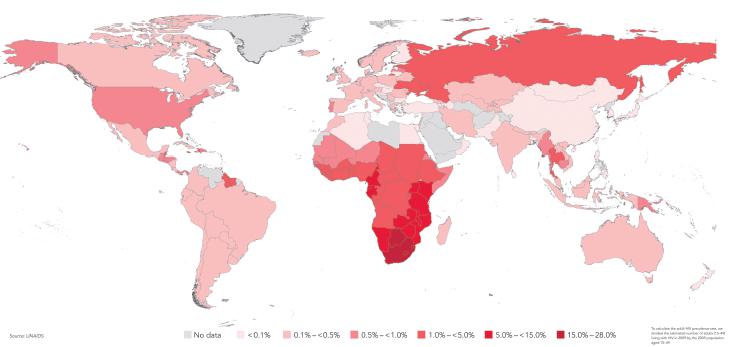 Source: UNAIDS
No data
<0.1%
0.1% – <0.5%
0.5% – <1.0%
1.0% – <5.0%
5.0% – <15.0%
15.0% – 28.0%
To calculate the adult HIV prevalence rate, we
divided the estimated number of adults (15–49)
living with HIV in 2009 by the 2009 population
aged 15–49.